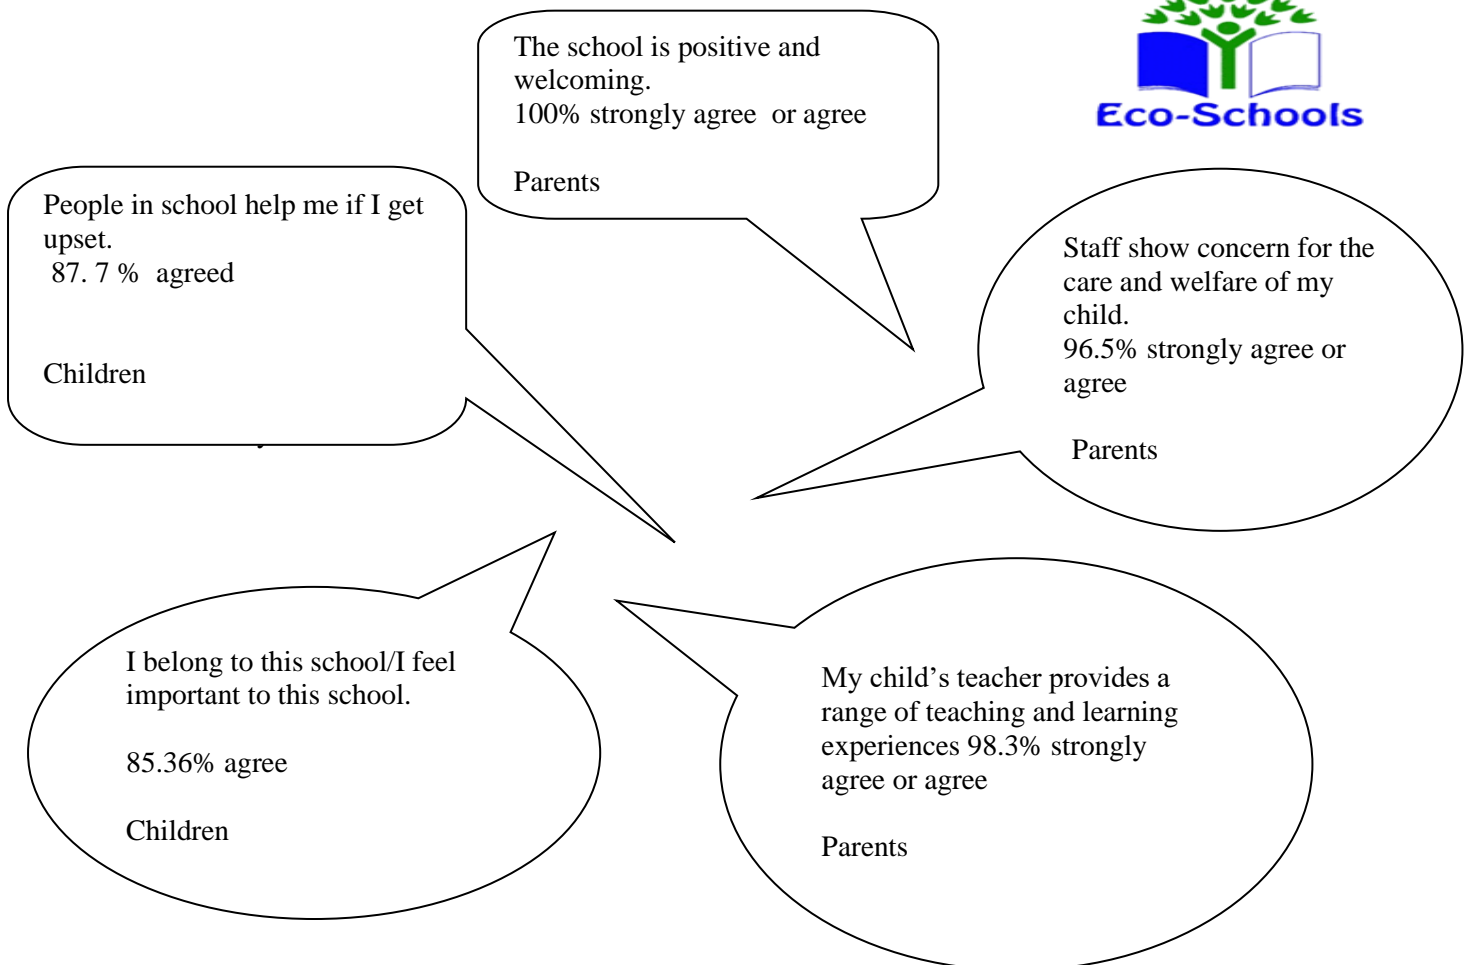 The school is positive and
welcoming.
100% strongly agree  or agree
Parents
Eco-Schools
People in school help me if I get
upset.
87. 7 %  agreed
Children
Staff show concern for the
care and welfare of my
child.
96.5% strongly agree or
agree
Parents
I belong to this school/I feel
important to this school.
85.36% agree
Children
My child’s teacher provides a
range of teaching and learning
experiences 98.3% strongly
agree or agree
Parents